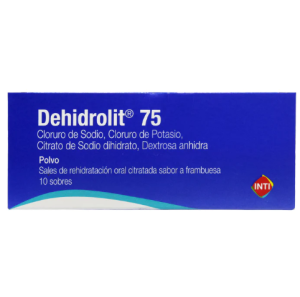 Dehidrolit® 75
Cloruro de Sodio, Cloruro de Potasio,
Citrato de Sodio dihidrato, Dextrosa anhidra
Polvo
Sales de rehidratación oral citratada sabor a frambuesa
10 sobres
INTI